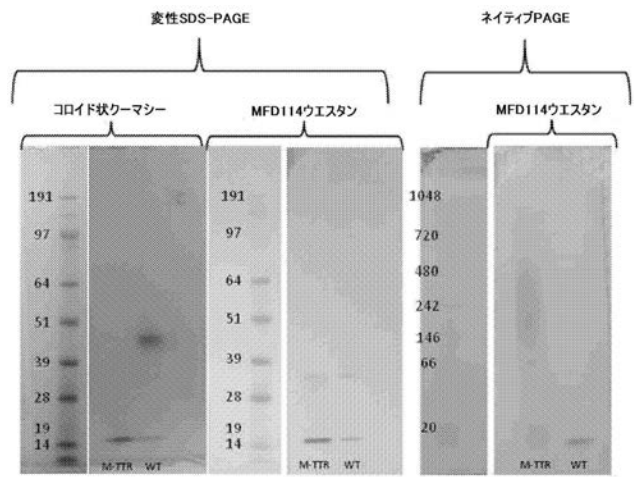 変性SDS-PAGE
ネイティブPAGE
コロイド状クーマシー
MFD114ウエスタン
MFD114ウエスタン
191
97
64
51
39
28
19
14
M-TTR WT
191
97
64
51
39
28
19
14
M-TTR WT
1048
720
480
242
146
66
20
M-TTR WT